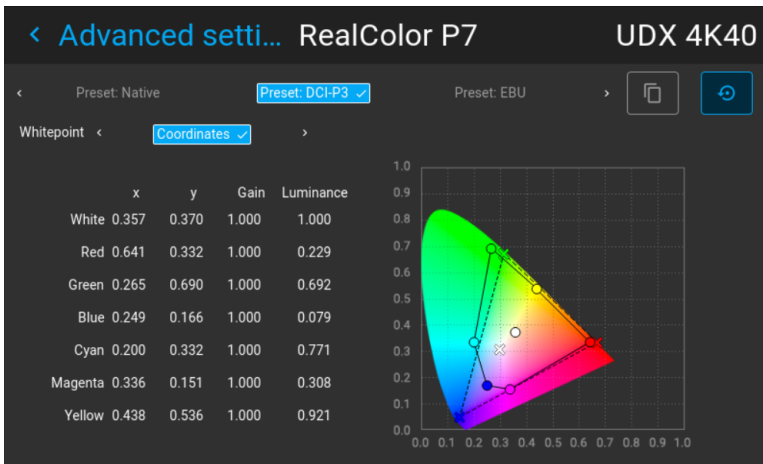 ‹ Advanced setti... RealColor P7 UDX 4K40
‹ Preset: Native Preset: DCI-P3 ✓ Preset: EBU ›
Whitepoint ‹ Coordinates ✓ ›
x y Gain Luminance
White 0.357 0.370 1.000 1.000
Red 0.641 0.332 1.000 0.229
Green 0.265 0.690 1.000 0.692
Blue 0.249 0.166 1.000 0.079
Cyan 0.200 0.332 1.000 0.771
Magenta 0.336 0.151 1.000 0.308
Yellow 0.438 0.536 1.000 0.921
1.0
0.9
0.8
0.7
0.6
0.5
0.4
0.3
0.2
0.1
0.0
0.0 0.1 0.2 0.3 0.4 0.5 0.6 0.7 0.8 0.9 1.0